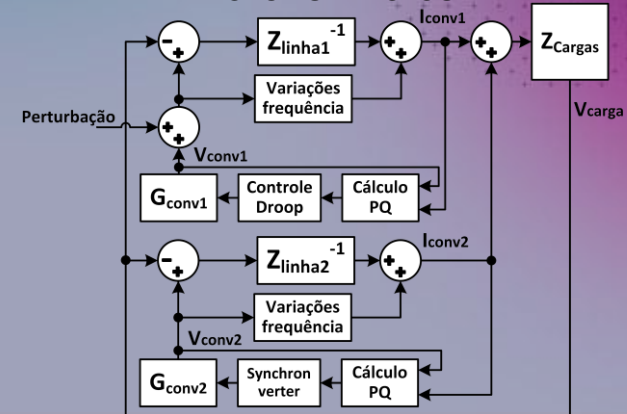 Iconv1
Zlinha1-1
ZCargas
Variações
frequência
Vcarga
Perturbação
Vconv1
Gconv1
Controle
Droop
Cálculo
PQ
Iconv2
Zlinha2-1
Variações
frequência
Vconv2
Gconv2
Synchron
verter
Cálculo
PQ